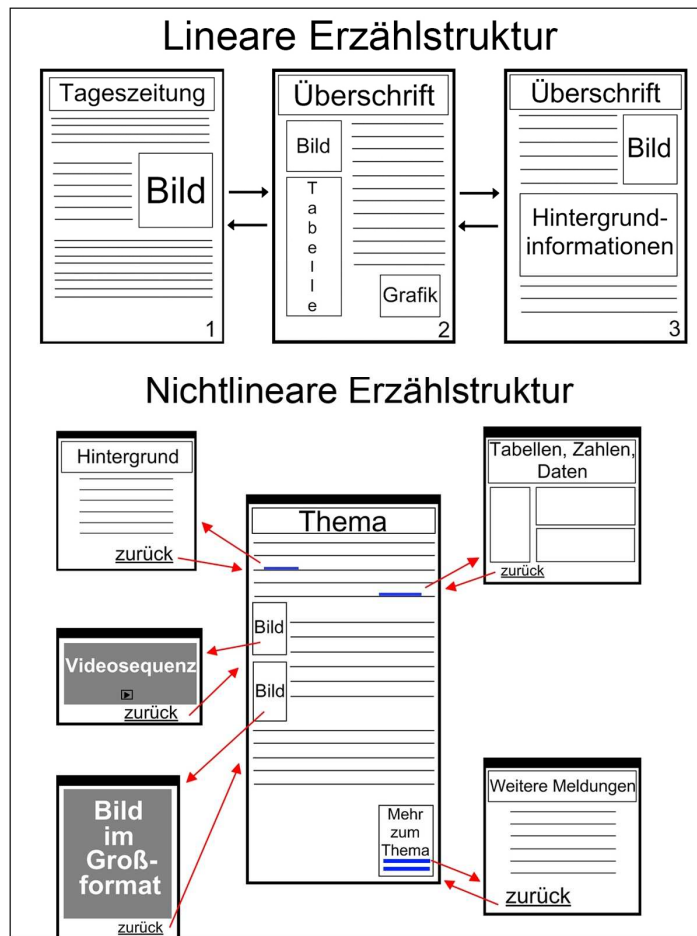 Lineare Erzählstruktur
Tageszeitung
Bild
1
Überschrift
Bild
Tabelle
Grafik
2
Überschrift
Bild
Hintergrund-
informationen
3
Nichtlineare Erzählstruktur
Hintergrund
zurück
Tabellen, Zahlen,
Daten
zurück
Thema
Bild
Bild
Mehr
zum
Thema
Videosequenz
zurück
Bild
im
Groß-
format
zurück
Weitere Meldungen
zurück